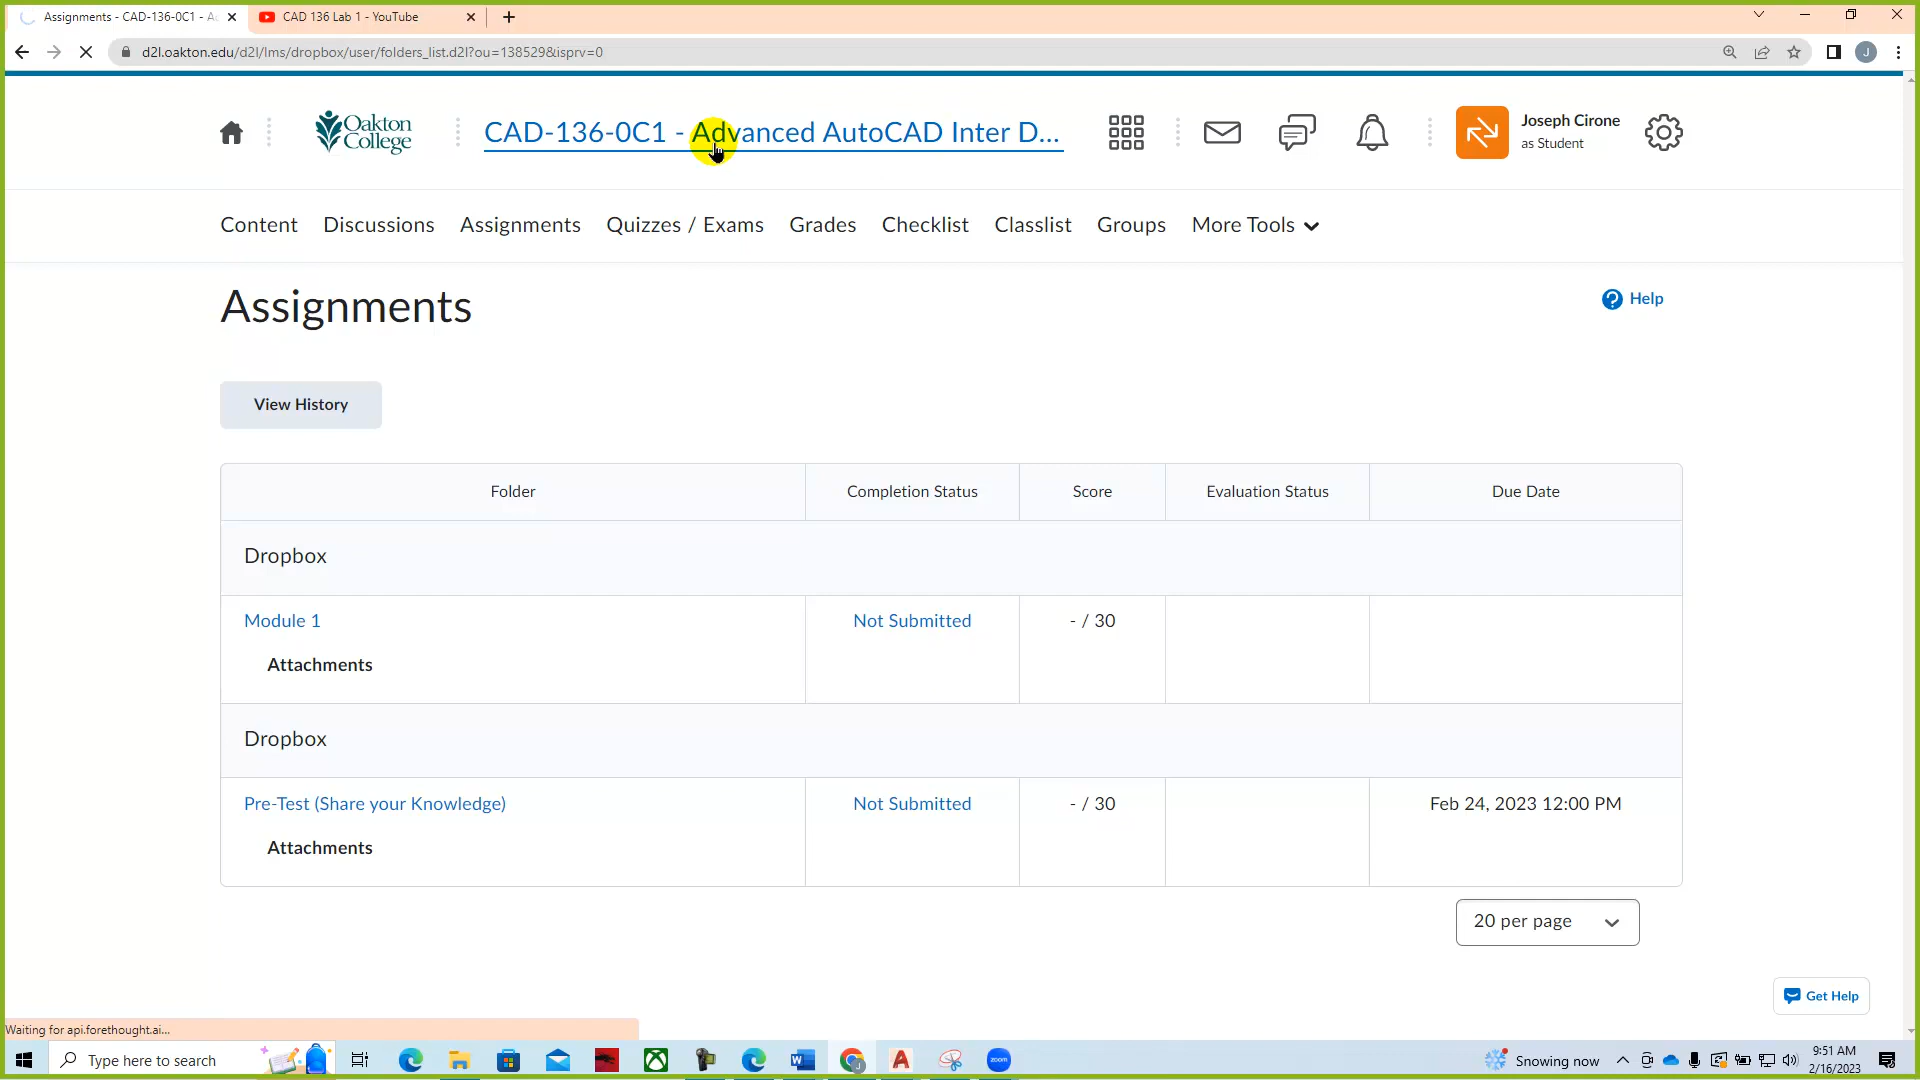 Assignments - CAD-136-0C1 - A
CAD 136 Lab 1 - YouTube
d2l.oakton.edu/d2l/lms/dropbox/user/folders_list.d2l?ou=138529&isprv=0
Oakton College
CAD-136-0C1 - Advanced AutoCAD Inter D...
Joseph Cirone
as Student
Content Discussions Assignments Quizzes / Exams Grades Checklist Classlist Groups More Tools
Assignments
Help
View History
Folder Completion Status Score Evaluation Status Due Date
Dropbox
Module 1 Not Submitted - / 30
Attachments
Dropbox
Pre-Test (Share your Knowledge) Not Submitted - / 30 Feb 24, 2023 12:00 PM
Attachments
20 per page
Get Help
Waiting for api.forethought.ai...
Type here to search
zoom
Snowing now
9:51 AM
2/16/2023